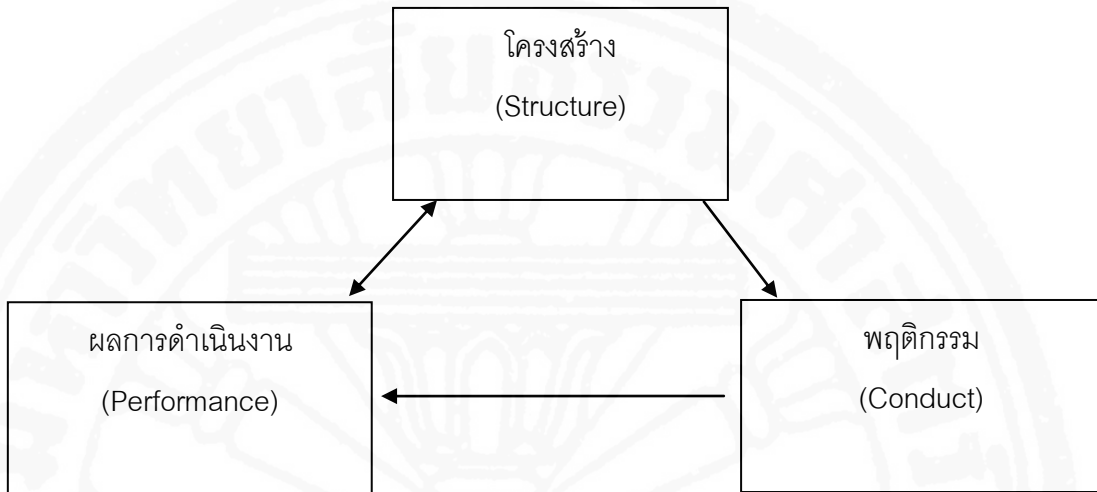 โครงสร้าง
(Structure)
ผลการดำเนินงาน
(Performance)
พฤติกรรม
(Conduct)